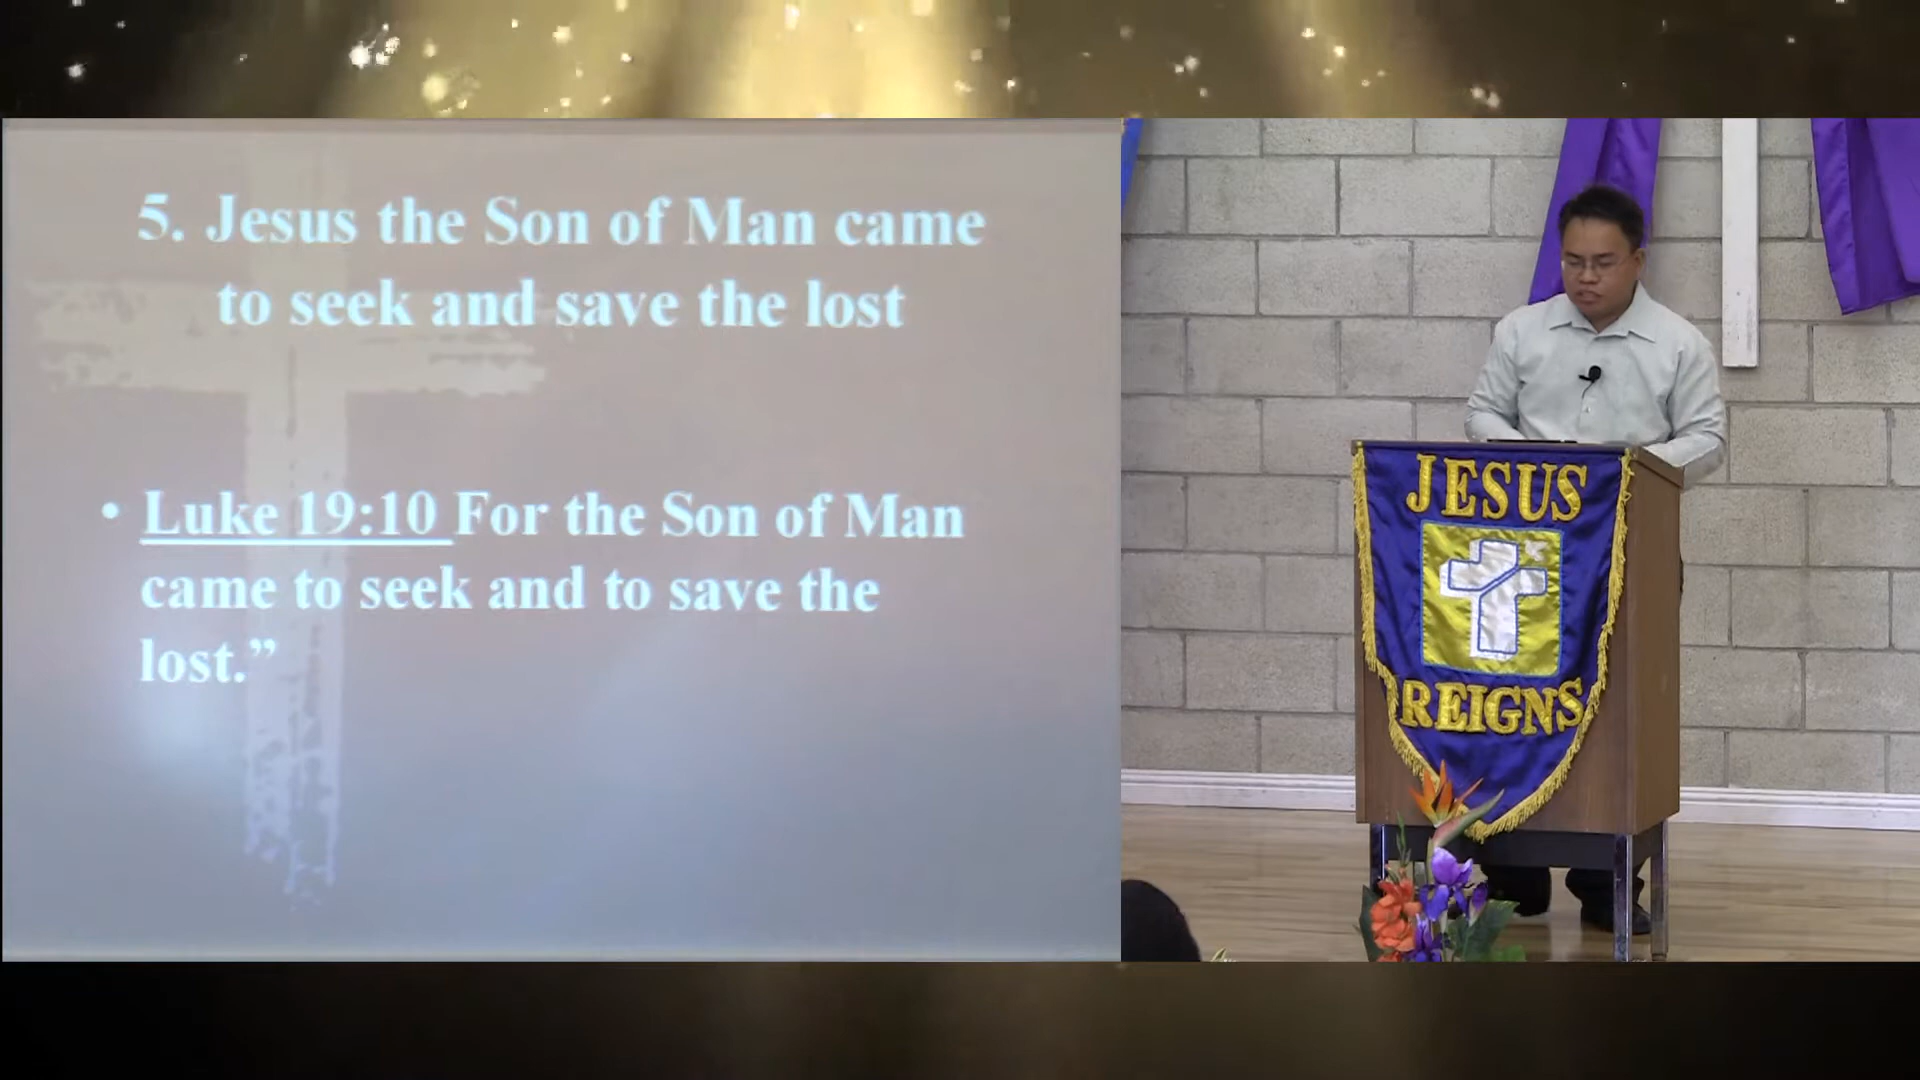 5. Jesus the Son of Man came
to seek and save the lost
• Luke 19:10 For the Son of Man
came to seek and to save the
lost.”
JESUS
REIGNS